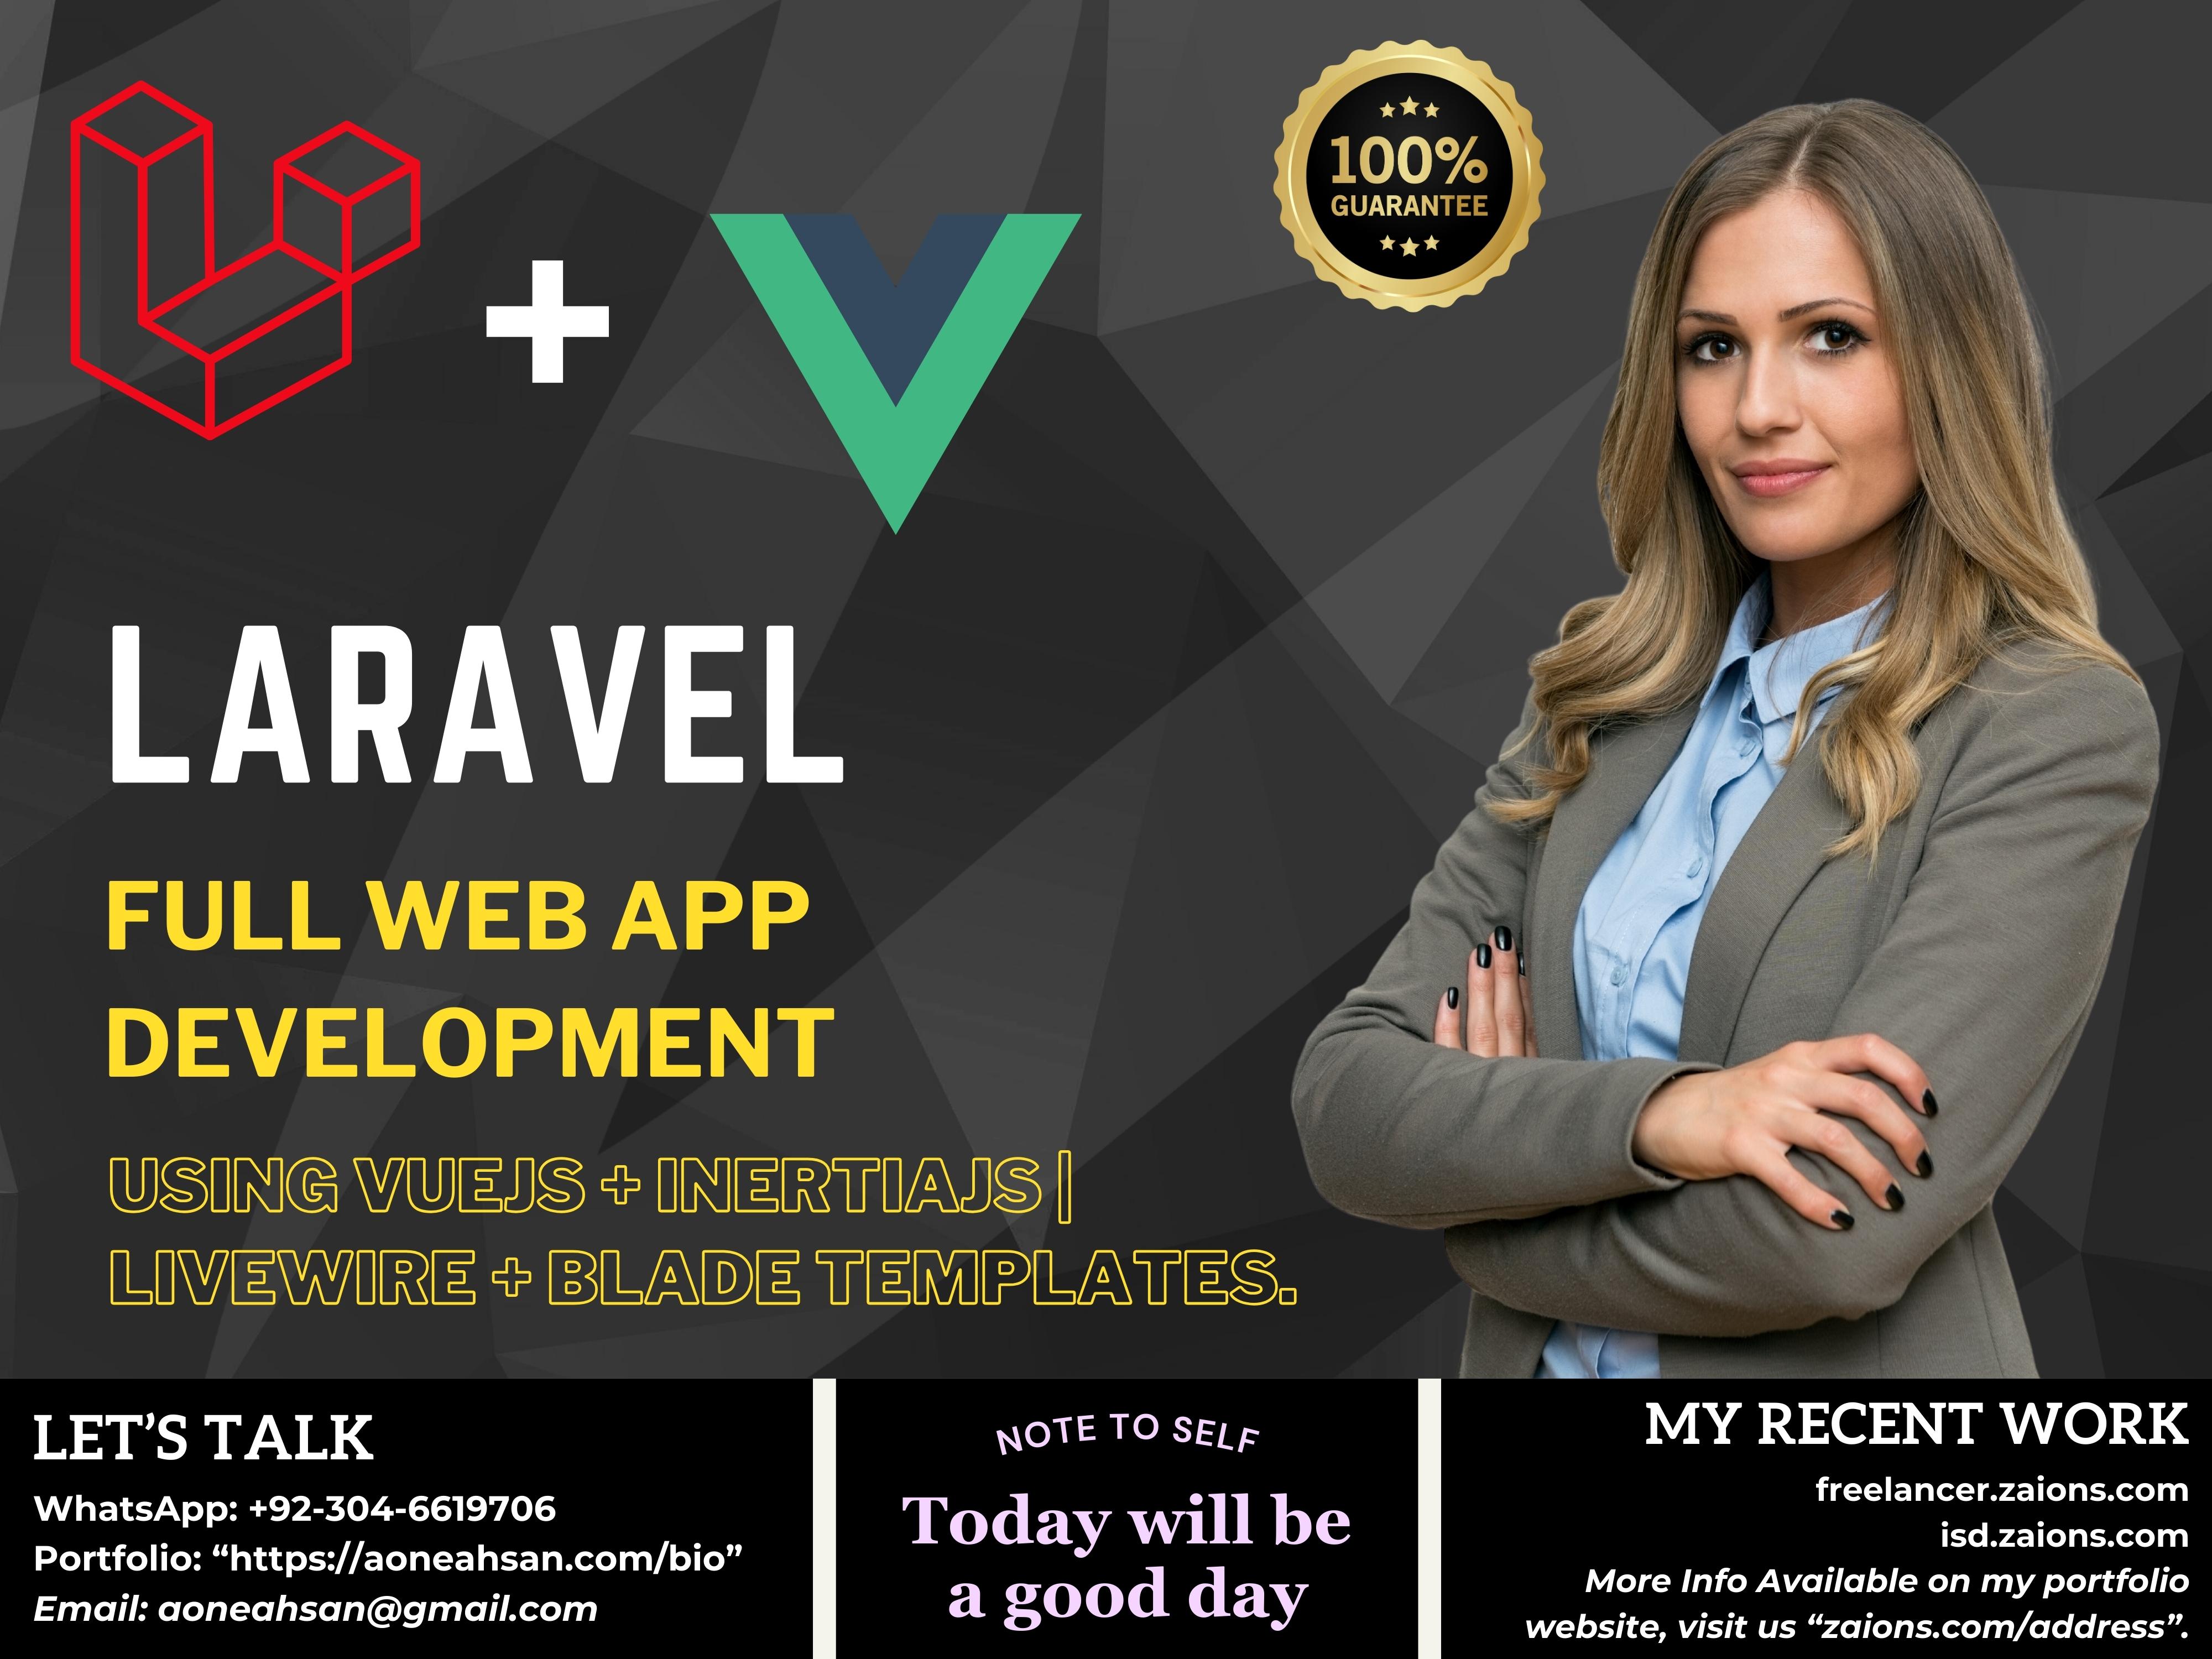 100%
GUARANTEE
LARAVEL
FULL WEB APP
DEVELOPMENT
USING VUEJS + INERTIAJS |
LIVEWIRE + BLADE TEMPLATES.
LET’S TALK
WhatsApp: +92-304-6619706
Portfolio: “https://aoneahsan.com/bio”
Email: aoneahsan@gmail.com
NOTE TO SELF
Today will be
a good day
MY RECENT WORK
freelancer.zaions.com
isd.zaions.com
More Info Available on my portfolio
website, visit us “zaions.com/address”.